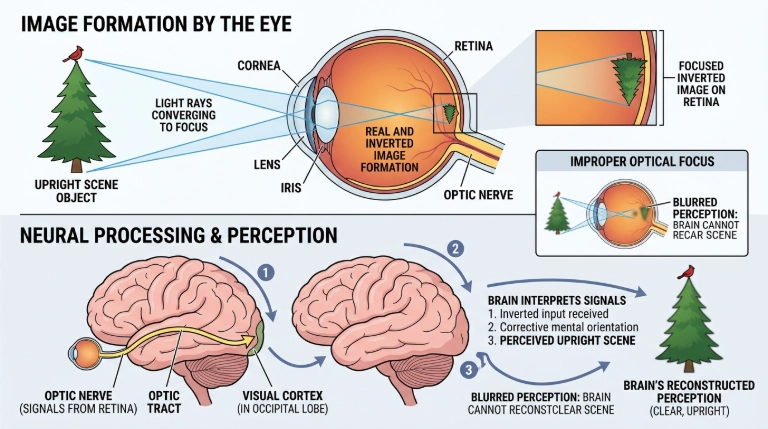 IMAGE FORMATION BY THE EYE
CORNEA
RETINA
LIGHT RAYS
CONVERGING
TO FOCUS
REAL AND
INVERTED
IMAGE
FORMATION
LENS
IRIS
OPTIC NERVE
UPRIGHT SCENE
OBJECT
FOCUSED
INVERTED
IMAGE ON
RETINA
IMPROPER OPTICAL FOCUS
BLURRED
PERCEPTION:
BRAIN CANNOT
RECAR SCENE
NEURAL PROCESSING & PERCEPTION
1
2
3
OPTIC NERVE
(SIGNALS FROM RETINA)
OPTIC
TRACT
VISUAL CORTEX
(IN OCCIPITAL LOBE)
BRAIN INTERPRETS SIGNALS
1. Inverted input received
2. Corrective mental orientation
3. PERCEIVED UPRIGHT SCENE
BLURRED PERCEPTION: BRAIN
CANNOT RECONSTCLEAR SCENE
BRAIN'S RECONSTRUCTED
PERCEPTION
(CLEAR, UPRIGHT)